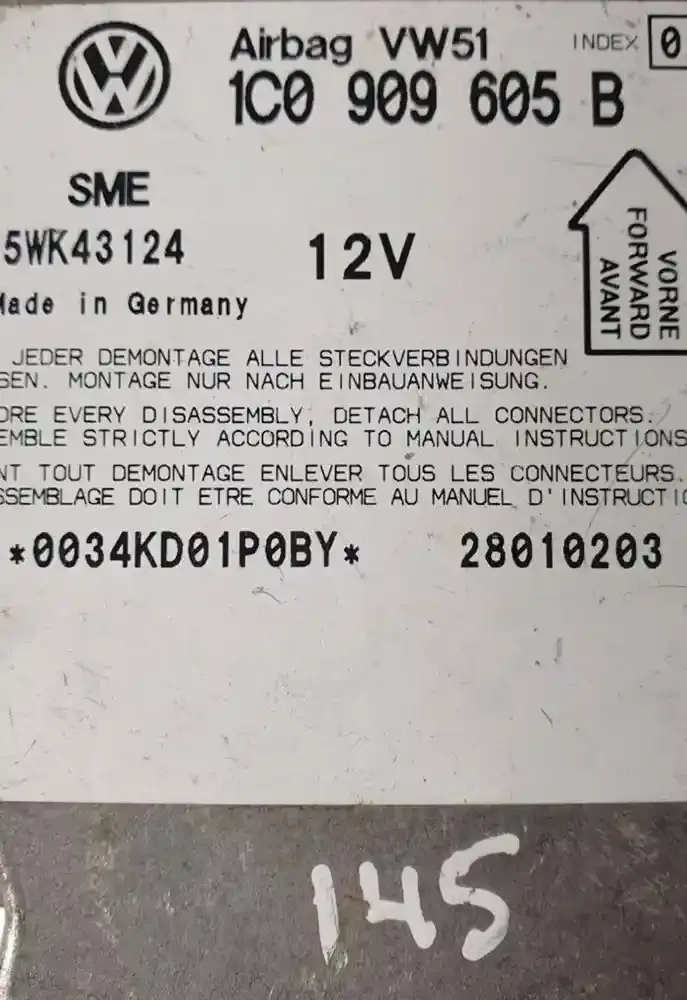 Airbag VW51 INDEX 0
1C0 909 605 B
SME
5WK43124 12V
Made in Germany
VORNE
FORWARD
AVANT
JEDER DEMONTAGE ALLE STECKVERBINDUNGEN
SEN. MONTAGE NUR NACH EINBAUANWEISUNG.
ORE EVERY DISASSEMBLY, DETACH ALL CONNECTORS.
EMBLE STRICTLY ACCORDING TO MANUAL INSTRUCTIONS
NT TOUT DEMONTAGE ENLEVER TOUS LES CONNECTEURS.
SSEMBLAGE DOIT ETRE CONFORME AU MANUEL D'INSTRUCTIO
*0034KD01P0BY* 28010203
145